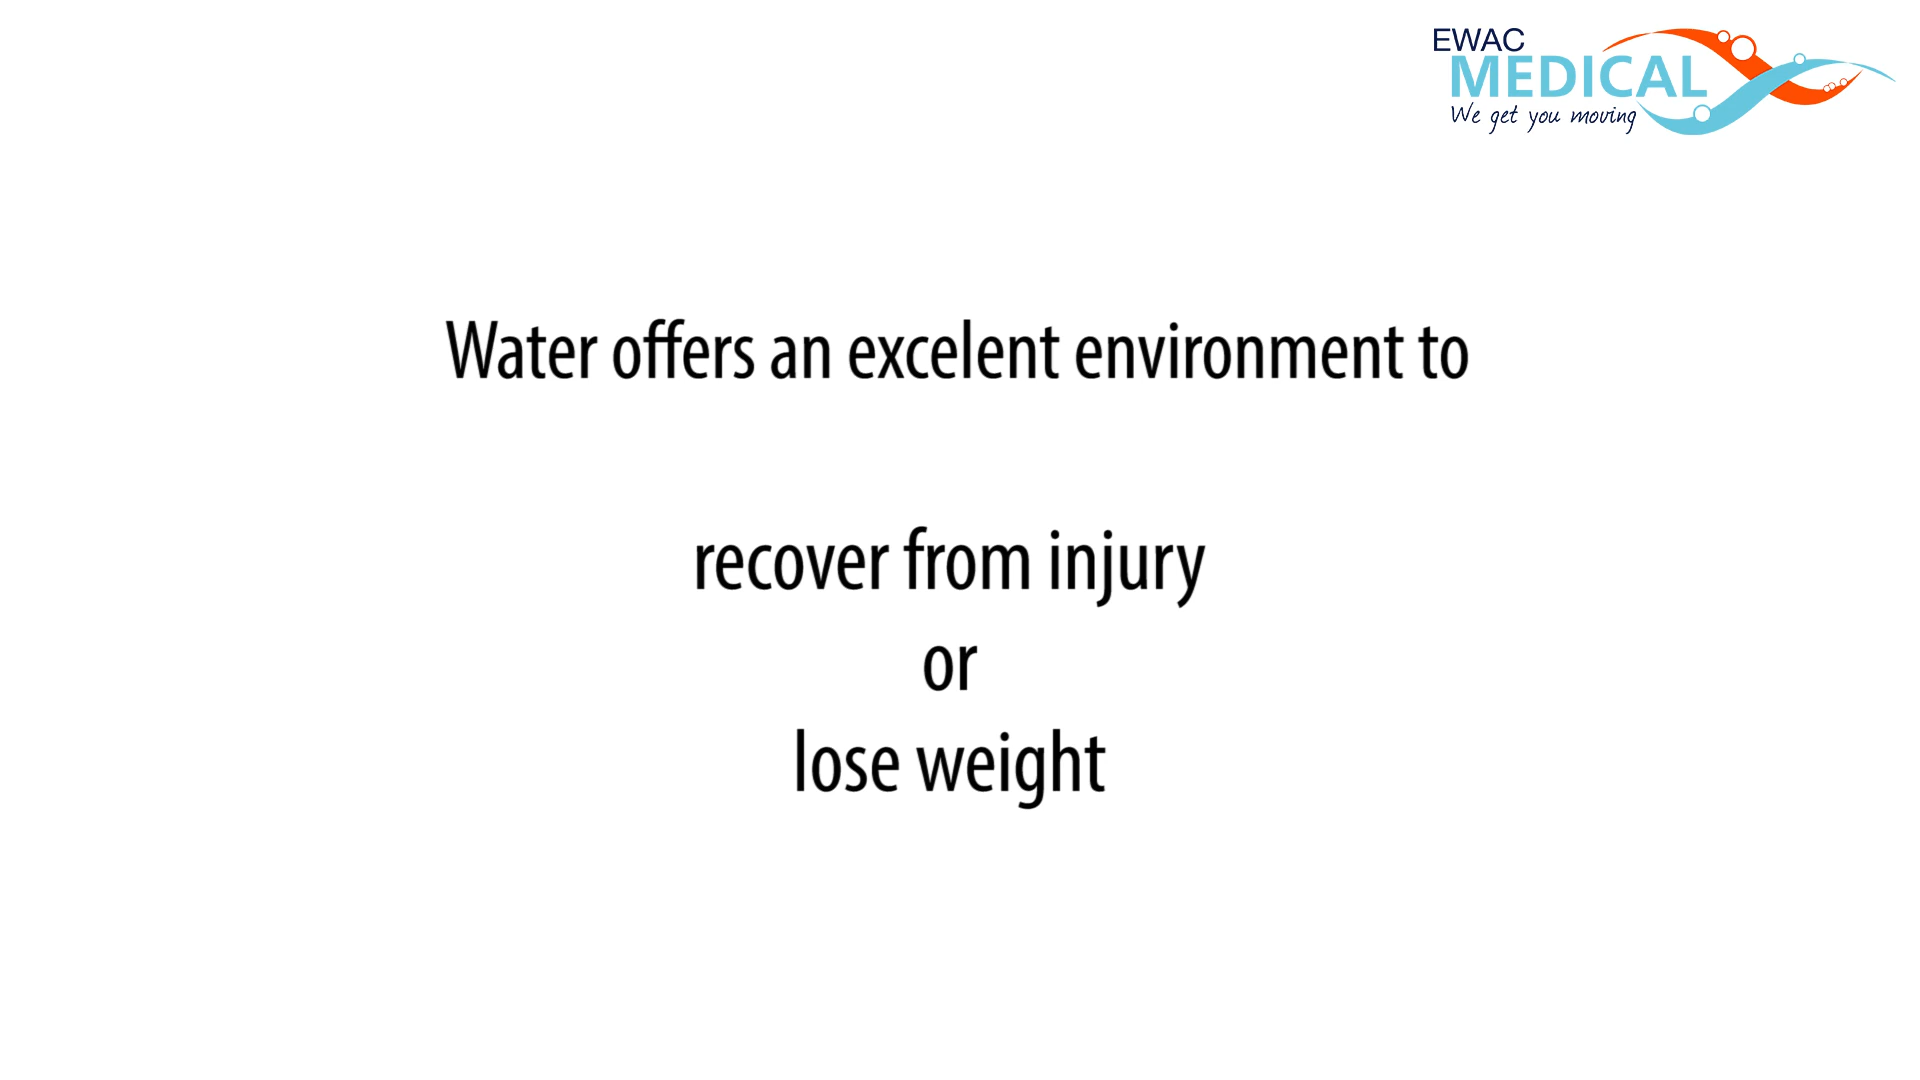 EWAC
MEDICAL
We get you moving
Water offers an excelent environment to
recover from injury
or
lose weight